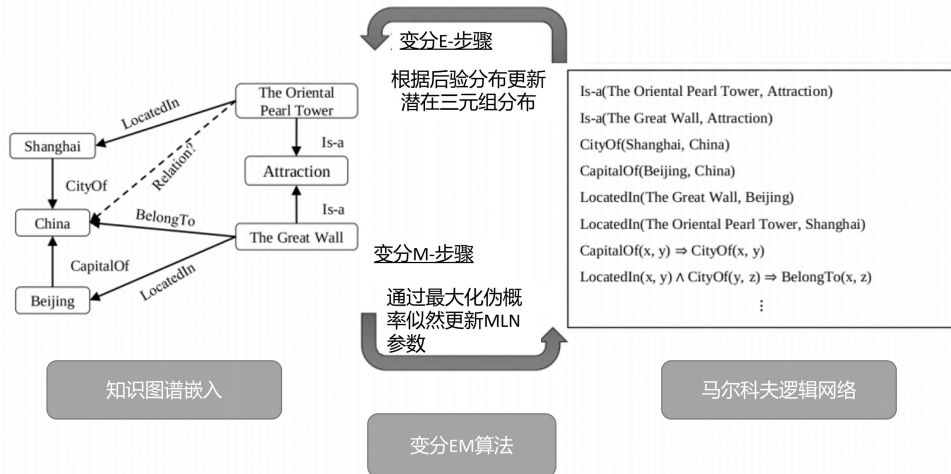 变分E-步骤
根据后验分布更新
潜在三元组分布
The Oriental
Pearl Tower
LocatedIn
Shanghai
Is-a
Relation?
Attraction
CityOf
China
BelongTo
Is-a
The Great Wall
CapitalOf
LocatedIn
Beijing
变分M-步骤
通过最大化伪概
率似然更新MLN
参数
Is-a(The Oriental Pearl Tower, Attraction)
Is-a(The Great Wall, Attraction)
CityOf(Shanghai, China)
CapitalOf(Beijing, China)
LocatedIn(The Great Wall, Beijing)
LocatedIn(The Oriental Pearl Tower, Shanghai)
CapitalOf(x, y) ⇒ CityOf(x, y)
LocatedIn(x, y) ∧ CityOf(y, z) ⇒ BelongTo(x, z)
⋮
知识图谱嵌入
马尔科夫逻辑网络
变分EM算法